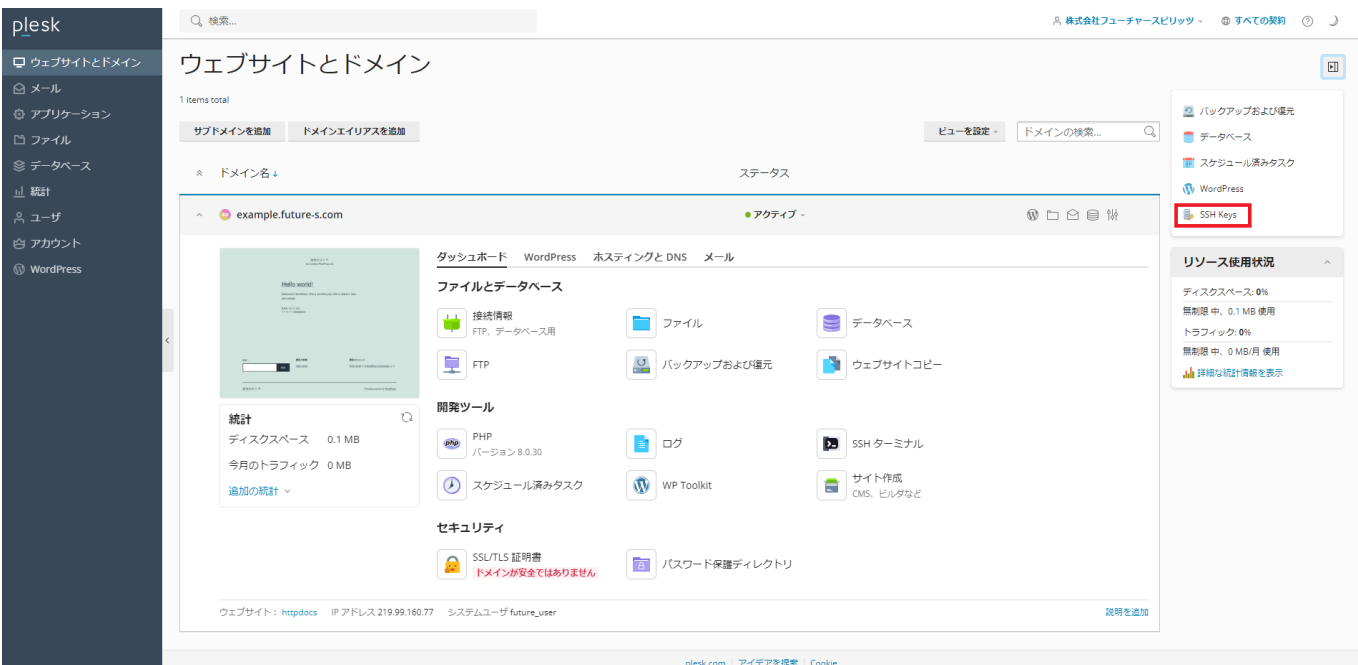 plesk
検索...
株式会社フューチャースピリッツ
すべての契約
ウェブサイトとドメイン
メール
アプリケーション
ファイル
データベース
統計
ユーザ
アカウント
WordPress
ウェブサイトとドメイン
1 items total
サブドメインを追加 ドメインエイリアスを追加
ビューを設定 ドメインの検索...
ドメイン名↓ ステータス
example.future-s.com アクティブ
Hello world!
ダッシュボード WordPress ホスティングと DNS メール
ファイルとデータベース
接続情報
FTP、データベース用
ファイル
データベース
FTP
バックアップおよび復元
ウェブサイトコピー
開発ツール
PHP
バージョン 8.0.30
ログ
SSH ターミナル
スケジュール済みタスク
WP Toolkit
サイト作成
CMS、ビルダなど
セキュリティ
SSL/TLS 証明書
ドメインが安全ではありません
パスワード保護ディレクトリ
統計
ディスクスペース 0.1 MB
今月のトラフィック 0 MB
追加の統計
ウェブサイト： httpdocs IP アドレス 219.99.160.77 システムユーザ future_user
説明を追加
バックアップおよび復元
データベース
スケジュール済みタスク
WordPress
SSH Keys
リソース使用状況
ディスクスペース: 0%
無制限 中、0.1 MB 使用
トラフィック: 0%
無制限 中、0 MB/月 使用
詳細な統計情報を表示
plesk.com アイデアを提案 Cookie